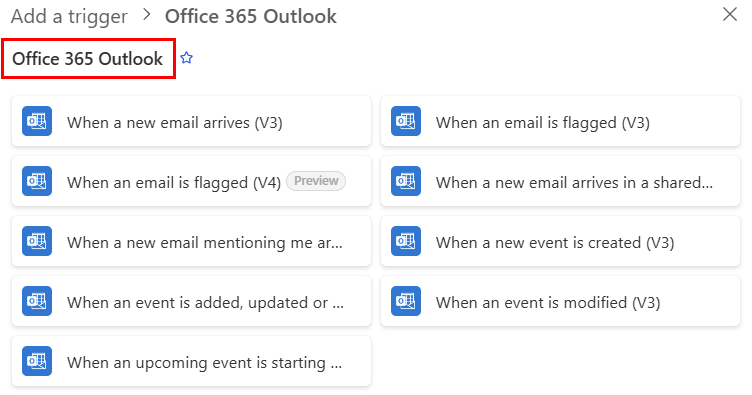 Add a trigger > Office 365 Outlook
Office 365 Outlook
When a new email arrives (V3)
When an email is flagged (V3)
When an email is flagged (V4) Preview
When a new email arrives in a shared...
When a new email mentioning me ar...
When a new event is created (V3)
When an event is added, updated or ...
When an event is modified (V3)
When an upcoming event is starting ...